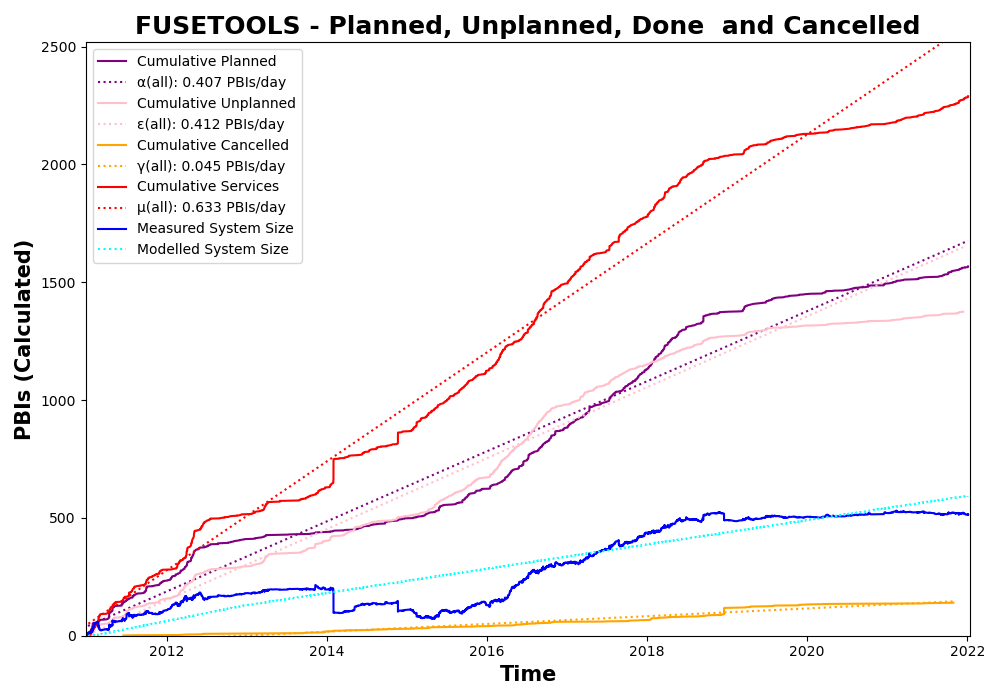 FUSETOOLS - Planned, Unplanned, Done  and Cancelled
2500
2000
1500
1000
500
0
PBIs (Calculated)
Cumulative Planned
α(all): 0.407 PBIs/day
Cumulative Unplanned
ε(all): 0.412 PBIs/day
Cumulative Cancelled
γ(all): 0.045 PBIs/day
Cumulative Services
μ(all): 0.633 PBIs/day
Measured System Size
Modelled System Size
2012
2014
2016
2018
2020
2022
Time